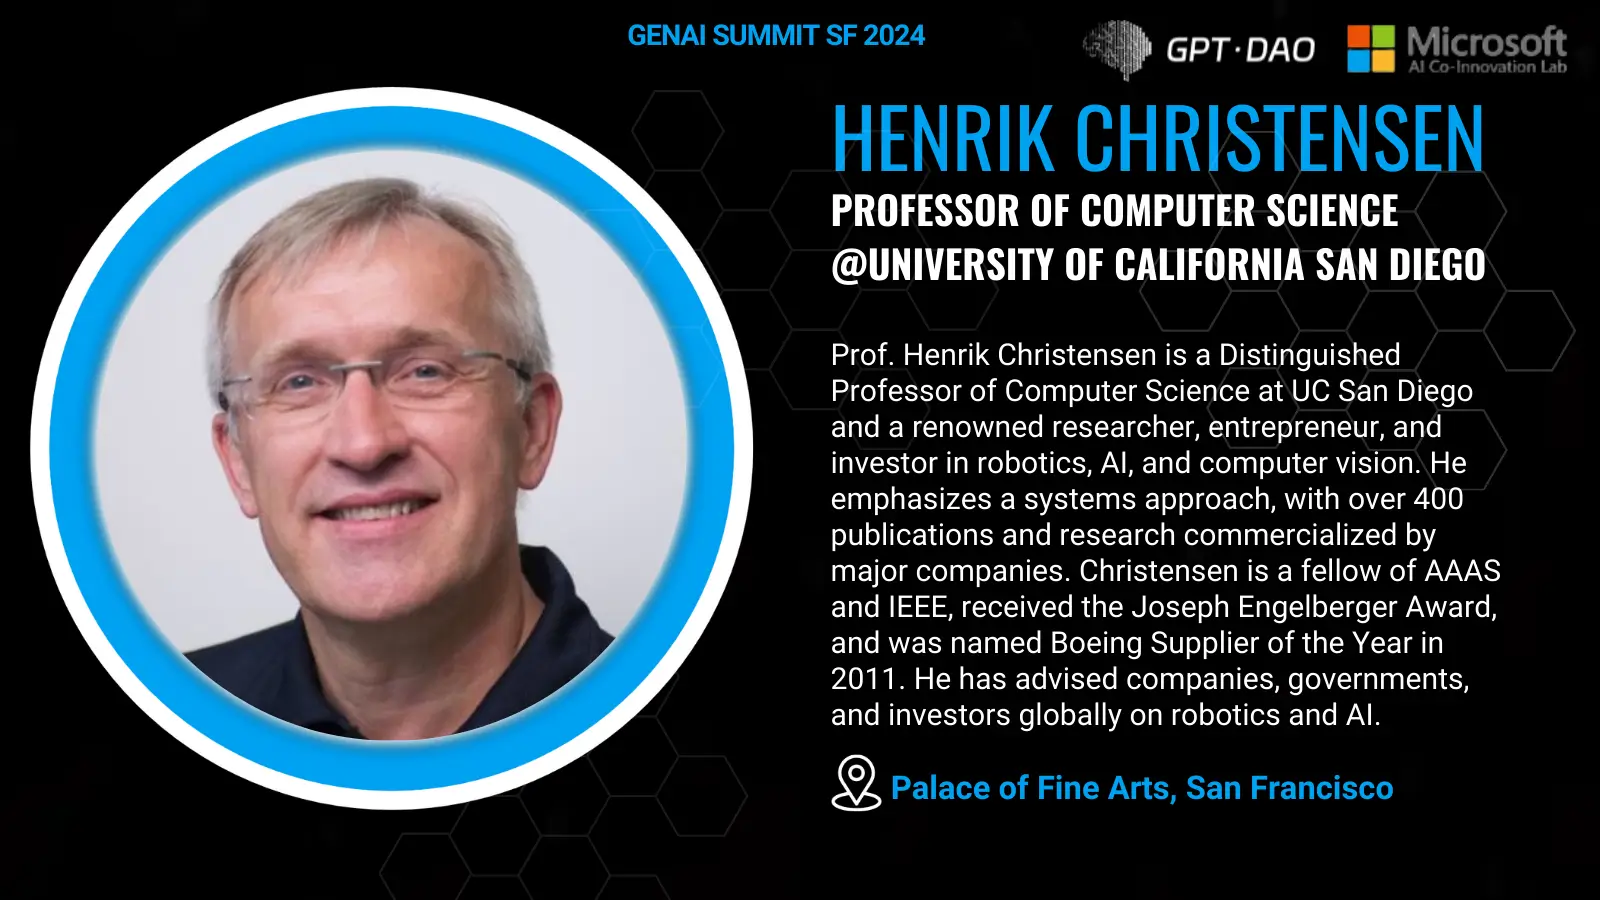 GENAI SUMMIT SF 2024
GPT·DAO
Microsoft
AI Co-Innovation Lab
HENRIK CHRISTENSEN
PROFESSOR OF COMPUTER SCIENCE
@UNIVERSITY OF CALIFORNIA SAN DIEGO
Prof. Henrik Christensen is a Distinguished
Professor of Computer Science at UC San Diego
and a renowned researcher, entrepreneur, and
investor in robotics, AI, and computer vision. He
emphasizes a systems approach, with over 400
publications and research commercialized by
major companies. Christensen is a fellow of AAAS
and IEEE, received the Joseph Engelberger Award,
and was named Boeing Supplier of the Year in
2011. He has advised companies, governments,
and investors globally on robotics and AI.
Palace of Fine Arts, San Francisco